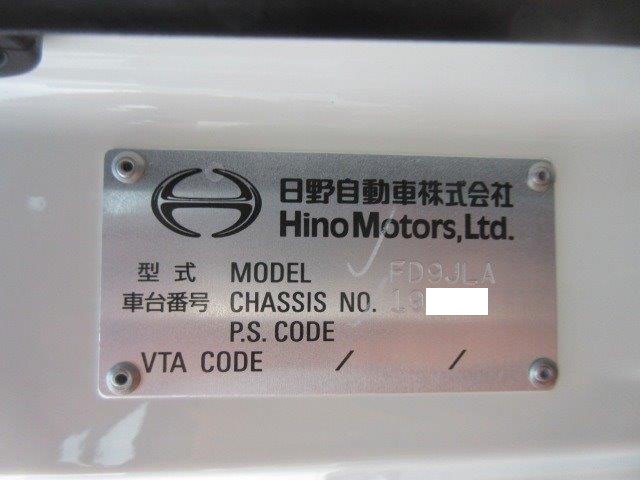 日野自動車株式会社
Hino Motors, Ltd.
型式 MODEL FD9JLA
車台番号 CHASSIS NO. 19
P.S. CODE
VTA CODE / /